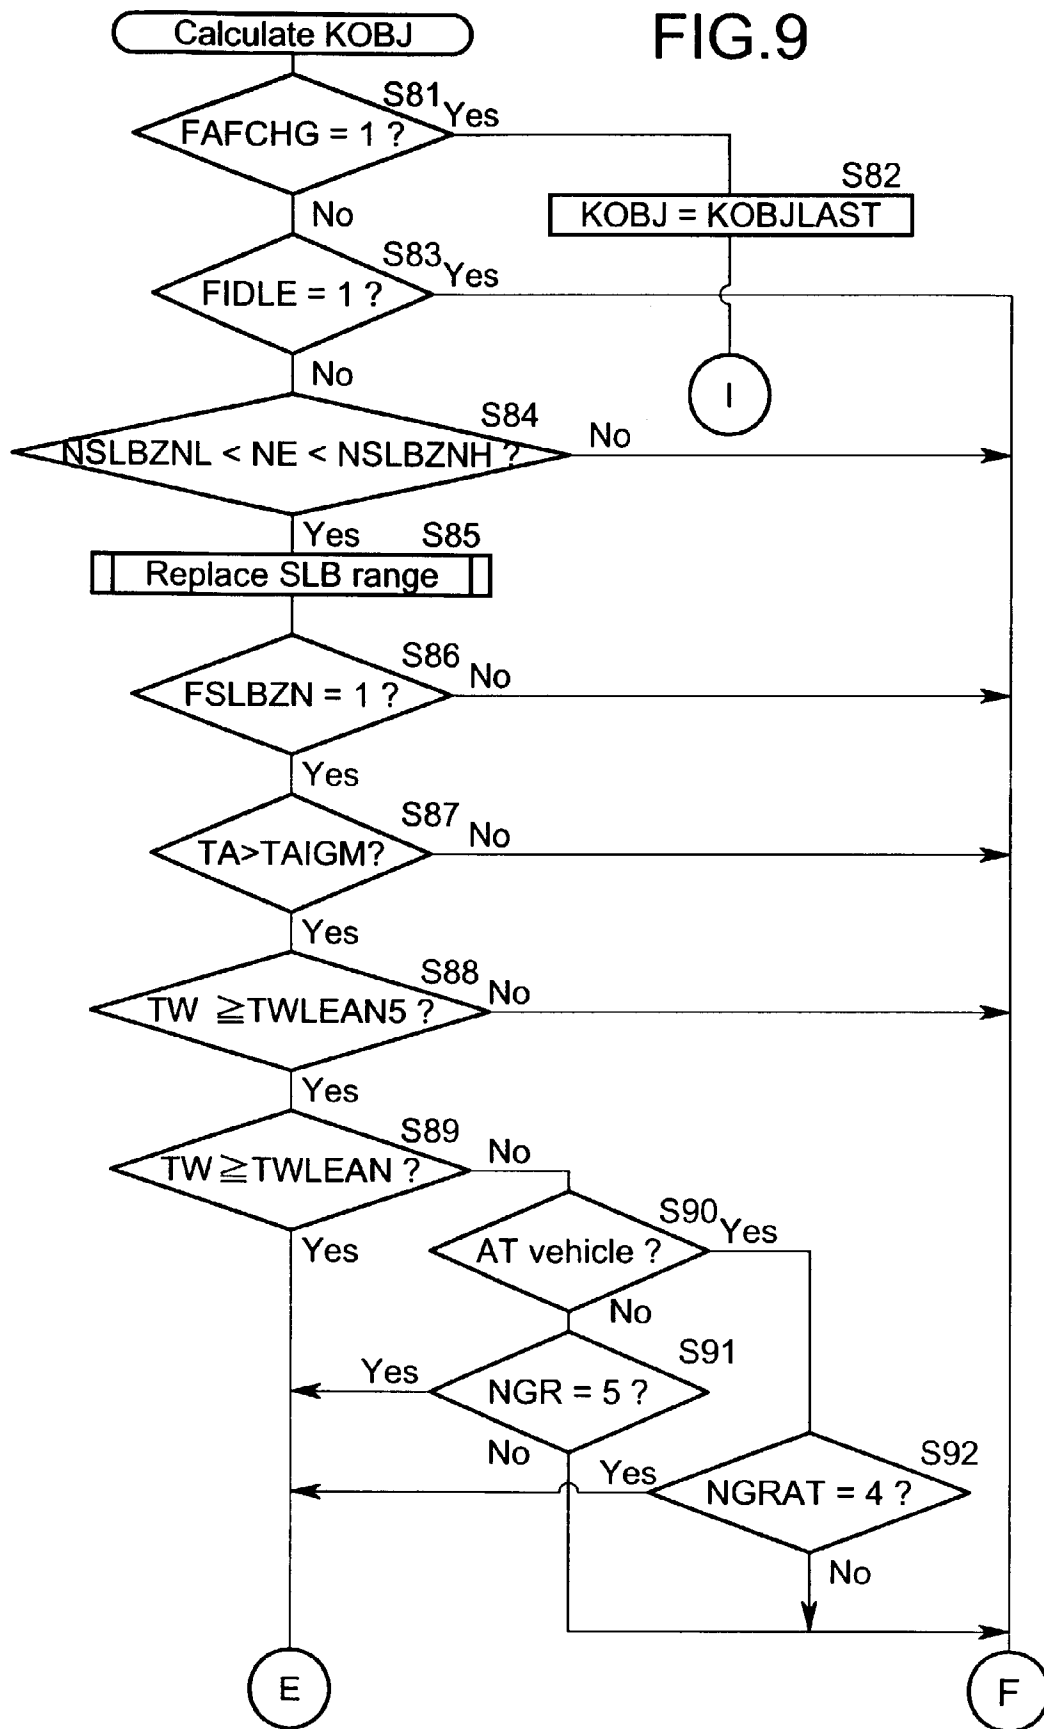 FIG.9
Calculate KOBJ
S81
FAFCHG = 1 ?
Yes
No
S82
KOBJ = KOBJLAST
I
S83
FIDLE = 1 ?
Yes
No
S84
NSLBZNL < NE < NSLBZNH ?
No
Yes
S85
Replace SLB range
S86
FSLBZN = 1 ?
No
Yes
S87
TA>TAIGM?
No
Yes
S88
TW ≧TWLEAN5 ?
No
Yes
S89
TW≧TWLEAN ?
No
Yes
S90
AT vehicle ?
Yes
No
S91
NGR = 5 ?
Yes
No
S92
NGRAT = 4 ?
Yes
No
E
F